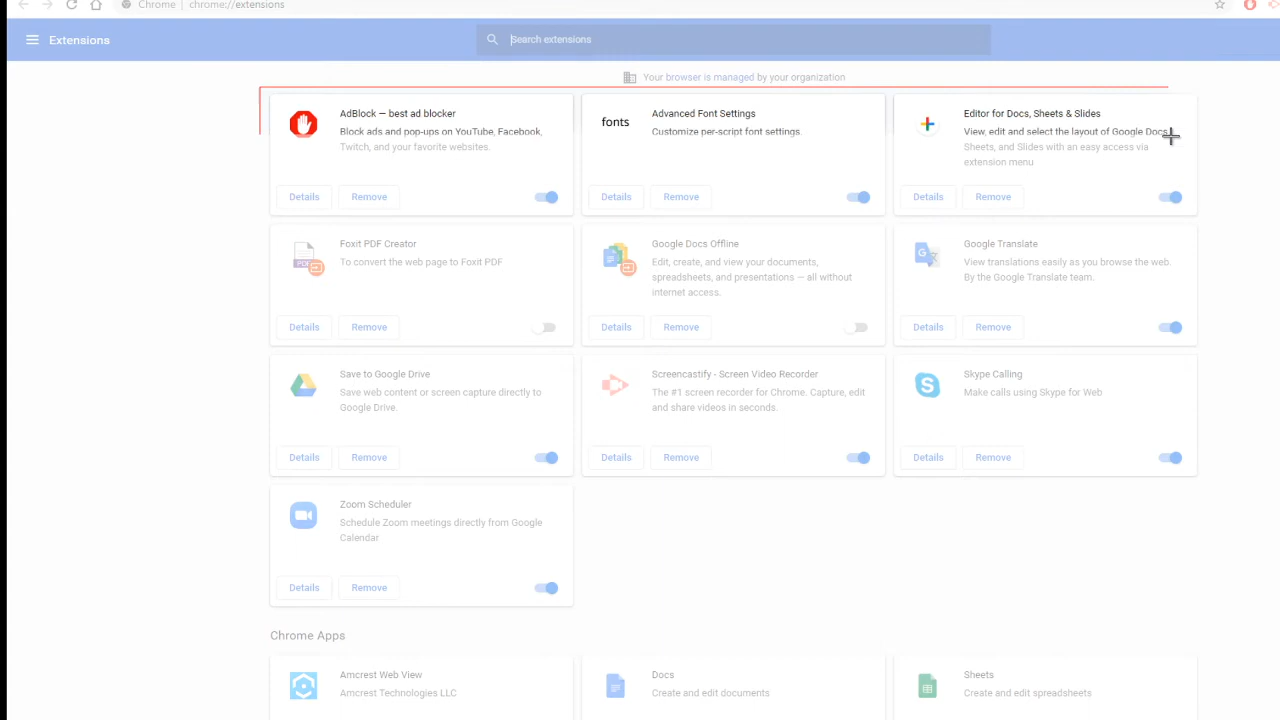 Chrome | chrome://extensions
Extensions
Search extensions
Your browser is managed by your organization
AdBlock — best ad blocker
Block ads and pop-ups on YouTube, Facebook,
Twitch, and your favorite websites.
Details Remove
fonts
Advanced Font Settings
Customize per-script font settings.
Details Remove
Editor for Docs, Sheets & Slides
View, edit and select the layout of Google Docs,
Sheets, and Slides with an easy access via
extension menu
Details Remove
Foxit PDF Creator
To convert the web page to Foxit PDF
PDF
Details Remove
Google Docs Offline
Edit, create, and view your documents,
spreadsheets, and presentations — all without
internet access.
Details Remove
Google Translate
View translations easily as you browse the web.
By the Google Translate team.
Details Remove
Save to Google Drive
Save web content or screen capture directly to
Google Drive.
Details Remove
Screencastify - Screen Video Recorder
The #1 screen recorder for Chrome. Capture, edit
and share videos in seconds.
Details Remove
Skype Calling
Make calls using Skype for Web
Details Remove
Zoom Scheduler
Schedule Zoom meetings directly from Google
Calendar
Details Remove
Chrome Apps
Amcrest Web View
Amcrest Technologies LLC
Docs
Create and edit documents
Sheets
Create and edit spreadsheets